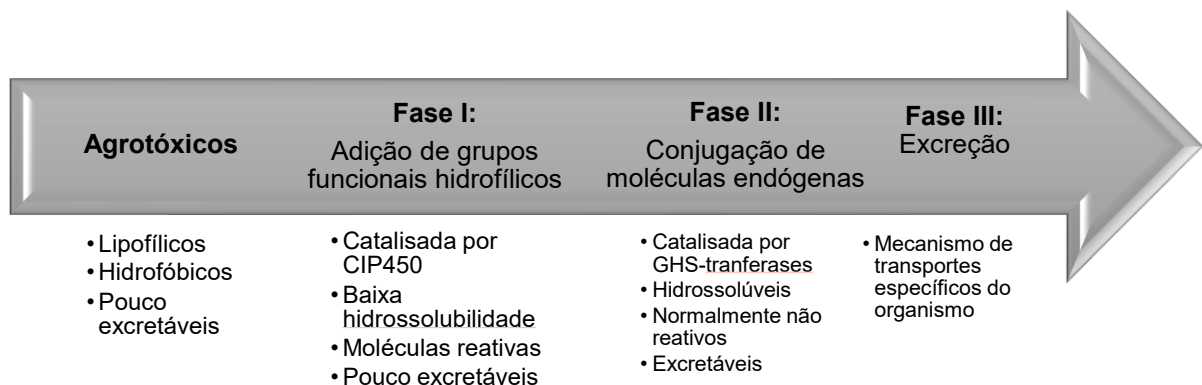 Agrotóxicos
• Lipofílicos
• Hidrofóbicos
• Pouco
excretáveis
Fase I:
Adição de grupos
funcionais hidrofílicos
• Catalisada por
CIP450
• Baixa
hidrossolubilidade
• Moléculas reativas
• Pouco excretáveis
Fase II:
Conjugação de
moléculas endógenas
• Catalisada por
GHS-tranferases
• Hidrossolúveis
• Normalmente não
reativos
• Excretáveis
Fase III:
Excreção
• Mecanismo de
transportes
específicos do
organismo